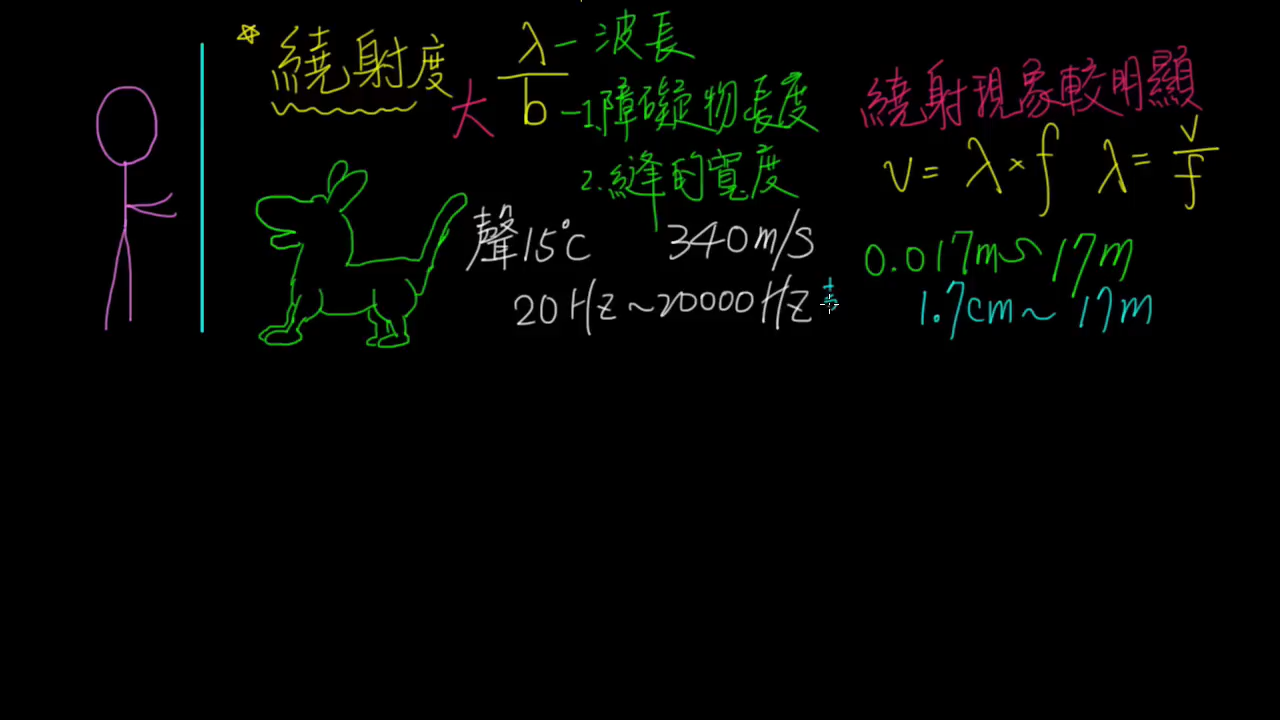 *繞射度 大 λ/b
λ－波長
b－1.障礙物長度
2.縫的寬度
繞射現象較明顯
v = λ × f λ = v/f
聲15°C 340m/s
20Hz～20000Hz
0.017m～17m
1.7cm～17m